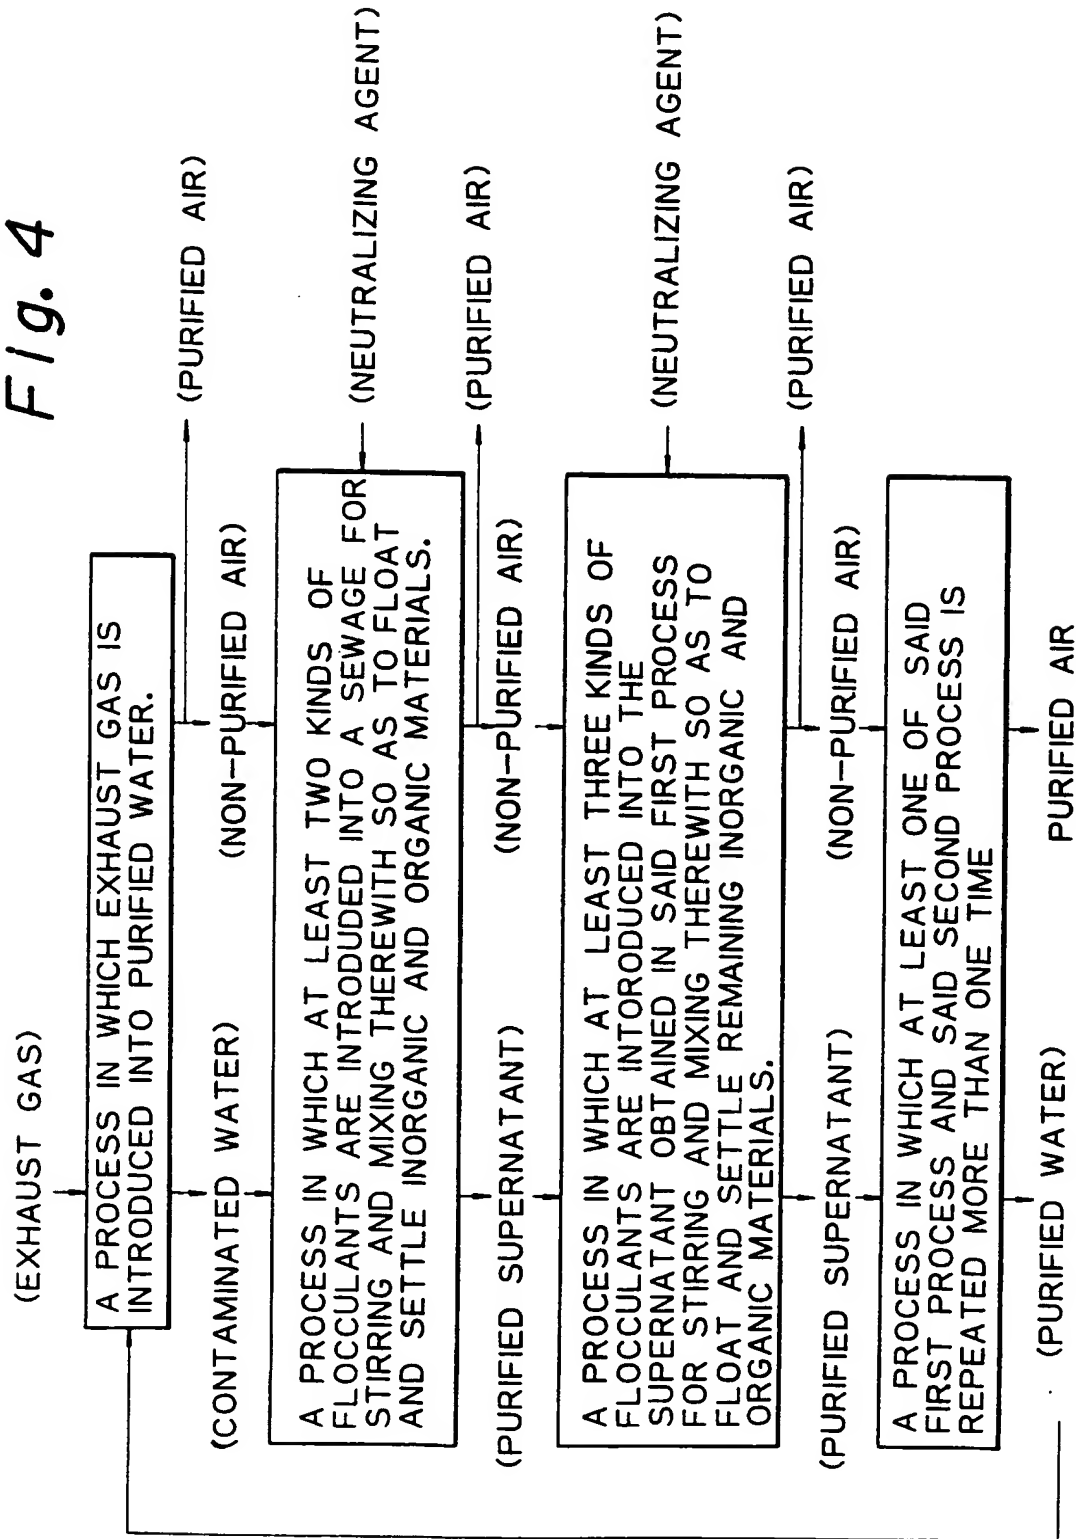 Fig. 4
(EXHAUST GAS)
A PROCESS IN WHICH EXHAUST GAS IS
INTRODUCED INTO PURIFIED WATER.
(PURIFIED AIR)
(CONTAMINATED WATER)
(NON-PURIFIED AIR)
A PROCESS IN WHICH AT LEAST TWO KINDS OF
FLOCCULANTS ARE INTRODUDED INTO A SEWAGE FOR
STIRRING AND MIXING THEREWITH SO AS TO FLOAT
AND SETTLE INORGANIC AND ORGANIC MATERIALS.
(NEUTRALIZING AGENT)
(PURIFIED AIR)
(PURIFIED SUPERNATANT)
(NON-PURIFIED AIR)
A PROCESS IN WHICH AT LEAST THREE KINDS OF
FLOCCULANTS ARE INTORODUCED INTO THE
SUPERNATANT OBTAINED IN SAID FIRST PROCESS
FOR STIRRING AND MIXING THEREWITH SO AS TO
FLOAT AND SETTLE REMAINING INORGANIC AND
ORGANIC MATERIALS.
(NEUTRALIZING AGENT)
(PURIFIED AIR)
(PURIFIED SUPERNATANT)
(NON-PURIFIED AIR)
A PROCESS IN WHICH AT LEAST ONE OF SAID
FIRST PROCESS AND SAID SECOND PROCESS IS
REPEATED MORE THAN ONE TIME
(PURIFIED WATER)
PURIFIED AIR